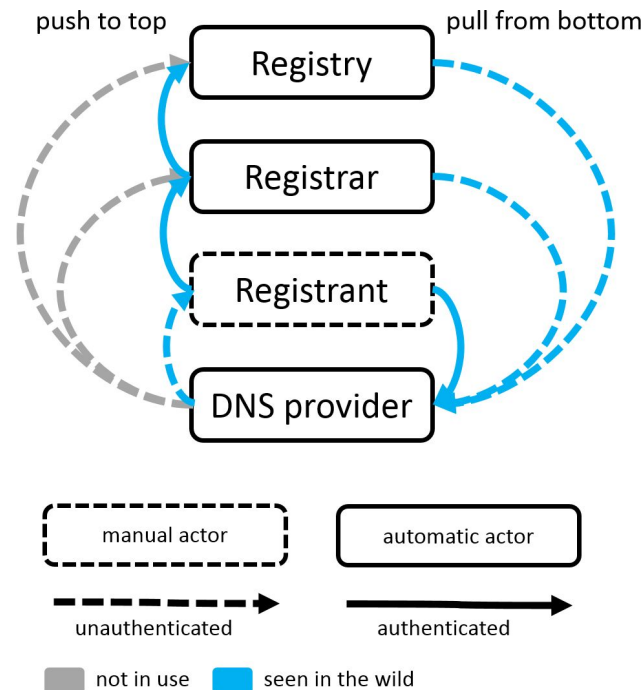 push to top
pull from bottom
Registry
Registrar
Registrant
DNS provider
manual actor
automatic actor
unauthenticated
authenticated
not in use
seen in the wild